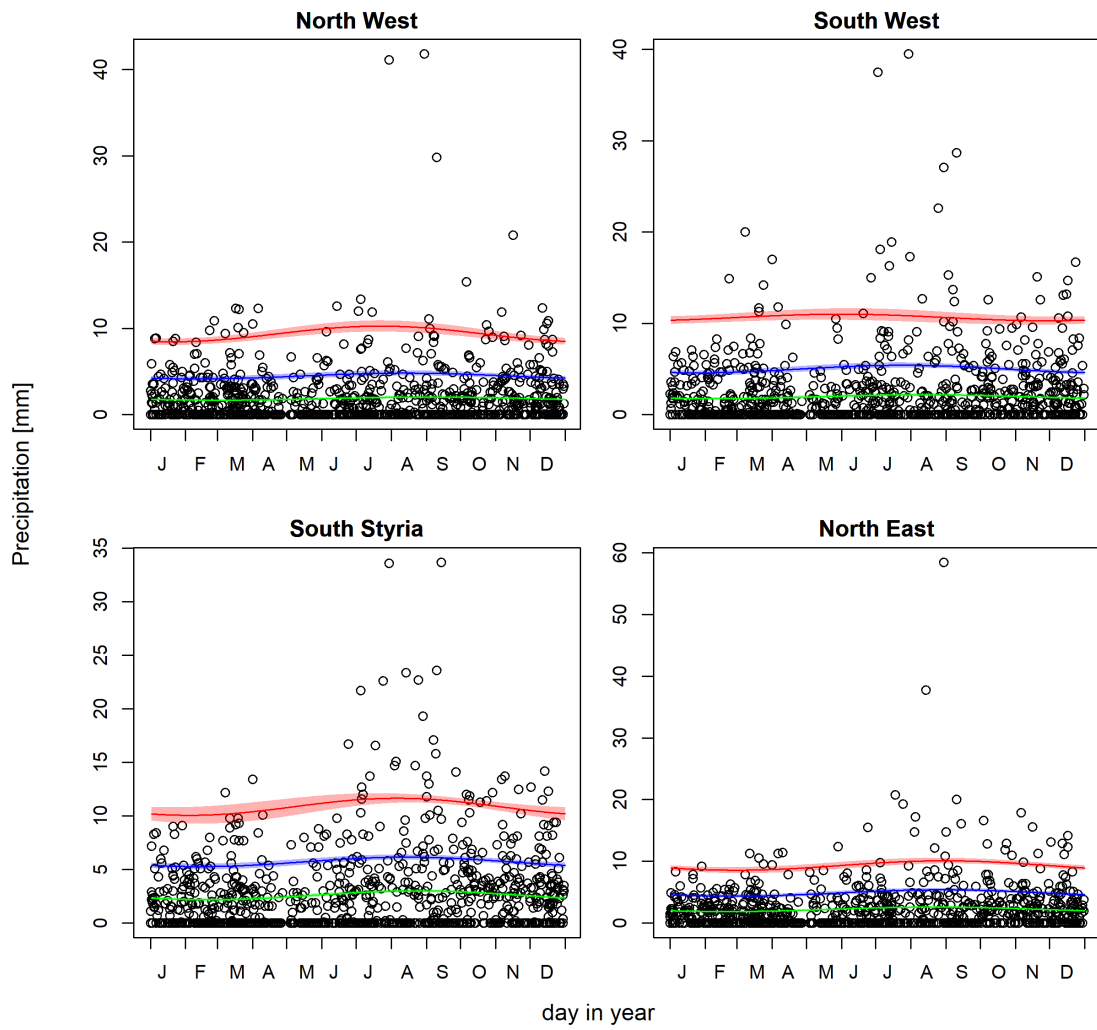 North West
South West
40
30
20
10
0
J F M A M J J A S O N D
40
30
20
10
0
J F M A M J J A S O N D
Precipitation [mm]
South Styria
North East
35
30
25
20
15
10
5
0
J F M A M J J A S O N D
60
50
40
30
20
10
0
J F M A M J J A S O N D
day in year